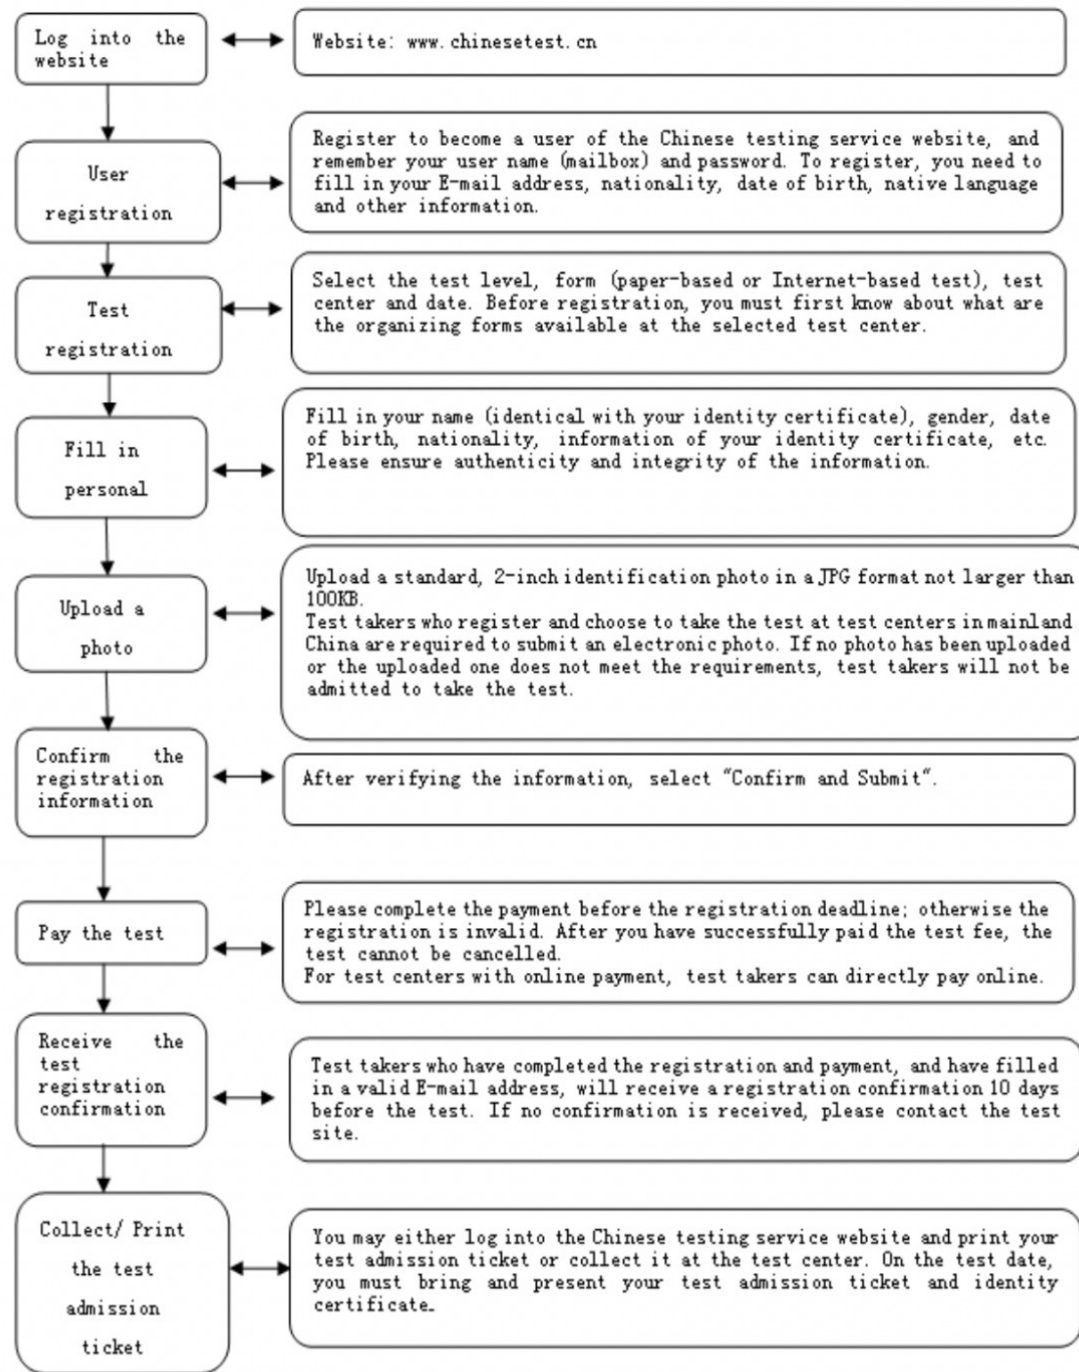 Log into the
website
Website: www.chinesetest.cn
User
registration
Register to become a user of the Chinese testing service website, and
remember your user name (mailbox) and password. To register, you need to
fill in your E-mail address, nationality, date of birth, native language
and other information.
Test
registration
Select the test level, form (paper-based or Internet-based test), test
center and date. Before registration, you must first know about what are
the organizing forms available at the selected test center.
Fill in
personal
Fill in your name (identical with your identity certificate), gender, date
of birth, nationality, information of your identity certificate, etc.
Please ensure authenticity and integrity of the information.
Upload a
photo
Upload a standard, 2-inch identification photo in a JPG format not larger than
100KB.
Test takers who register and choose to take the test at test centers in mainland
China are required to submit an electronic photo. If no photo has been uploaded
or the uploaded one does not meet the requirements, test takers will not be
admitted to take the test.
Confirm the
registration
information
After verifying the information, select "Confirm and Submit".
Pay the test
Please complete the payment before the registration deadline; otherwise the
registration is invalid. After you have successfully paid the test fee, the
test cannot be cancelled.
For test centers with online payment, test takers can directly pay online.
Receive the
test
registration
confirmation
Test takers who have completed the registration and payment, and have filled
in a valid E-mail address, will receive a registration confirmation 10 days
before the test. If no confirmation is received, please contact the test
site.
Collect/ Print
the test
admission
ticket
You may either log into the Chinese testing service website and print your
test admission ticket or collect it at the test center. On the test date,
you must bring and present your test admission ticket and identity
certificate.